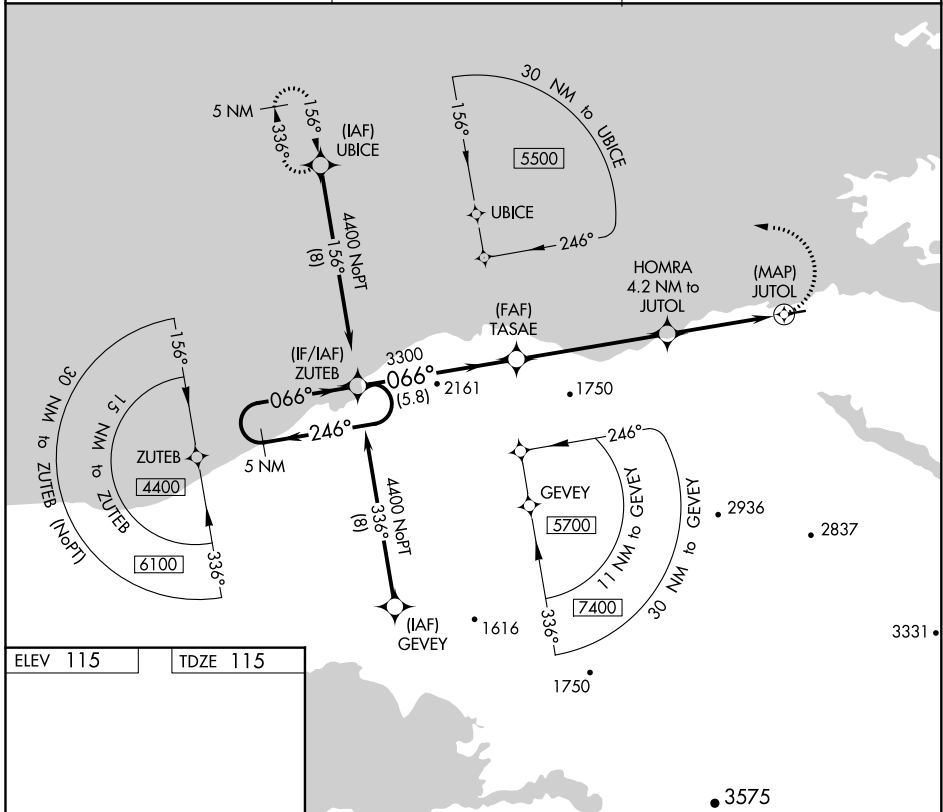 30 NM to UBICE
5 NM
156°
336°
(IAF)
UBICE
156°
5500
UBICE
246°
4400 NoPT
156°
(8)
HOMRA
4.2 NM to
JUTOL
(MAP)
JUTOL
(FAF)
TASAE
(IF/IAF)
ZUTEB
3300
066°
066°
(5.8)
2161
1750
246°
5 NM
156°
30 NM to ZUTEB (NoPT)
15 NM to ZUTEB
ZUTEB
4400
6100
336°
4400 NoPT
336°
(8)
(IAF)
GEVEY
246°
GEVEY
5700
11 NM to GEVEY
7400
30 NM to GEVEY
336°
2936
2837
1616
3331
1750
ELEV 115
TDZE 115
3575